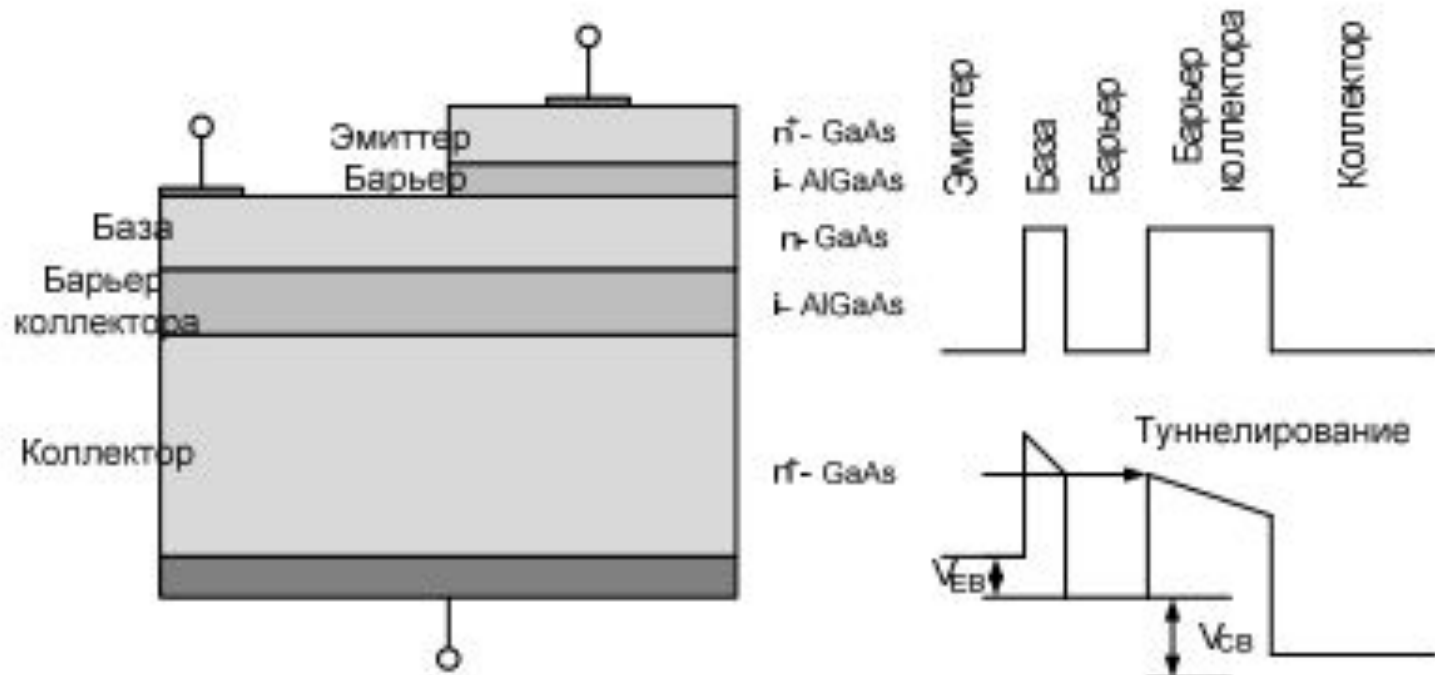 Эмиттер
Барьер
База
Барьер
коллектора
Коллектор
n⁺- GaAs
i- AlGaAs
n- GaAs
i- AlGaAs
n⁺- GaAs
Эмиттер
База
Барьер
Барьер
коллектора
Коллектор
Туннелирование
VEB
VCB